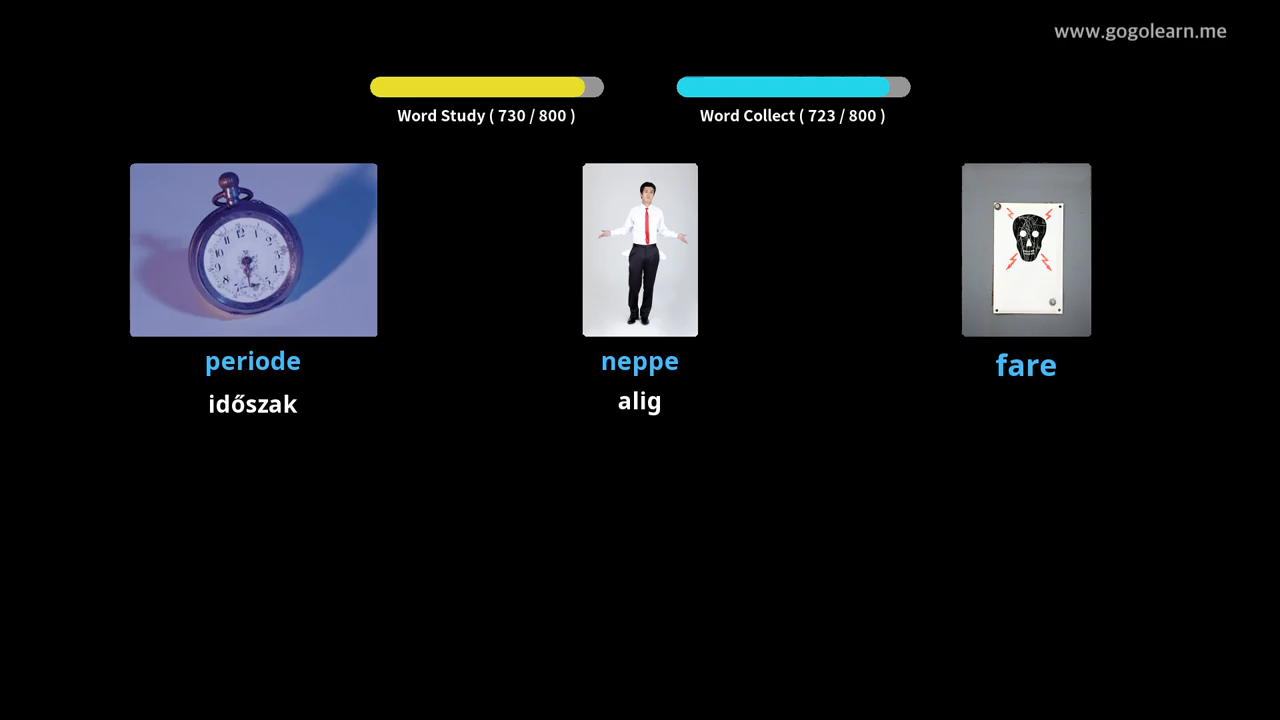 www.gogolearn.me
Word Study ( 730 / 800 )
Word Collect ( 723 / 800 )
periode
neppe
fare
időszak
alig